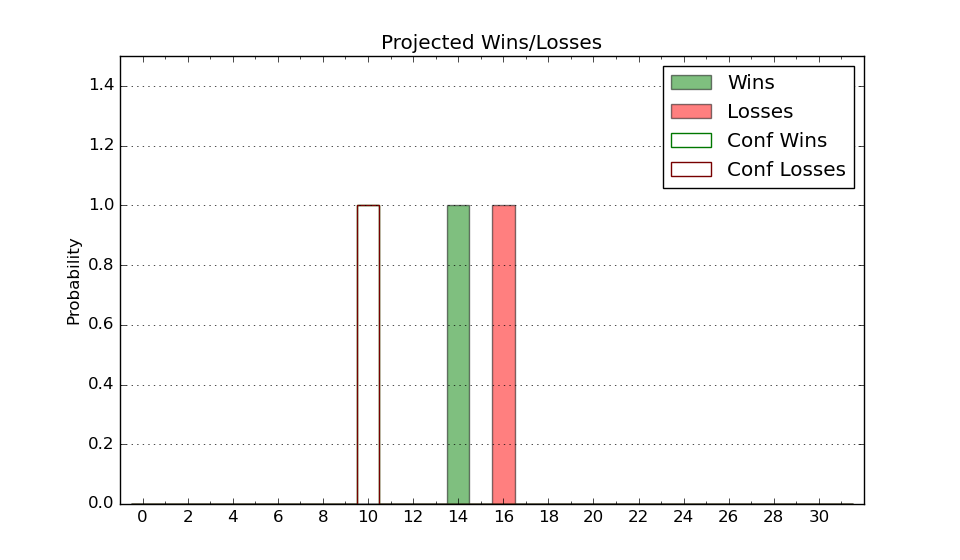 Projected Wins/Losses
1.4
1.2
1.0
0.8
0.6
0.4
0.2
0.0
Probability
Wins
Losses
Conf Wins
Conf Losses
0 2 4 6 8 10 12 14 16 18 20 22 24 26 28 30